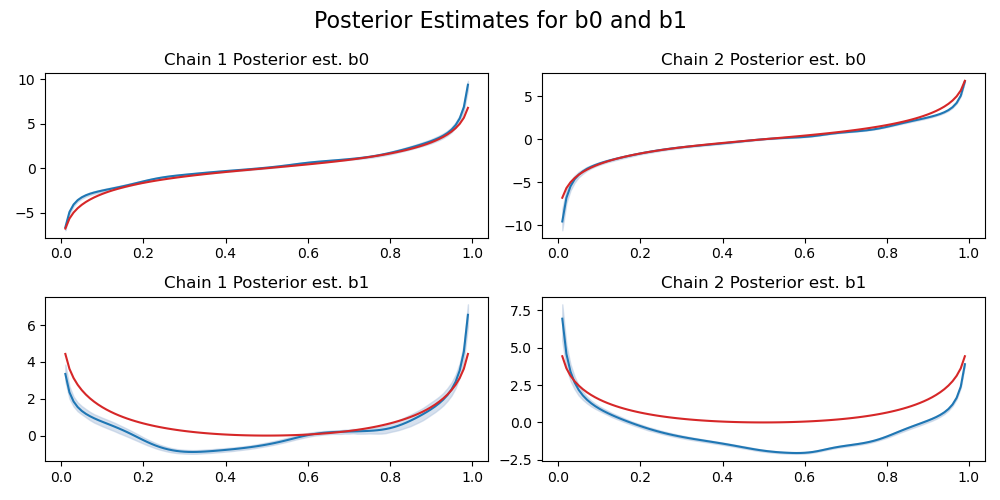 Posterior Estimates for b0 and b1
Chain 1 Posterior est. b0
10
5
0
−5
0.0 0.2 0.4 0.6 0.8 1.0
Chain 2 Posterior est. b0
5
0
−5
−10
0.0 0.2 0.4 0.6 0.8 1.0
Chain 1 Posterior est. b1
6
4
2
0
0.0 0.2 0.4 0.6 0.8 1.0
Chain 2 Posterior est. b1
7.5
5.0
2.5
0.0
−2.5
0.0 0.2 0.4 0.6 0.8 1.0